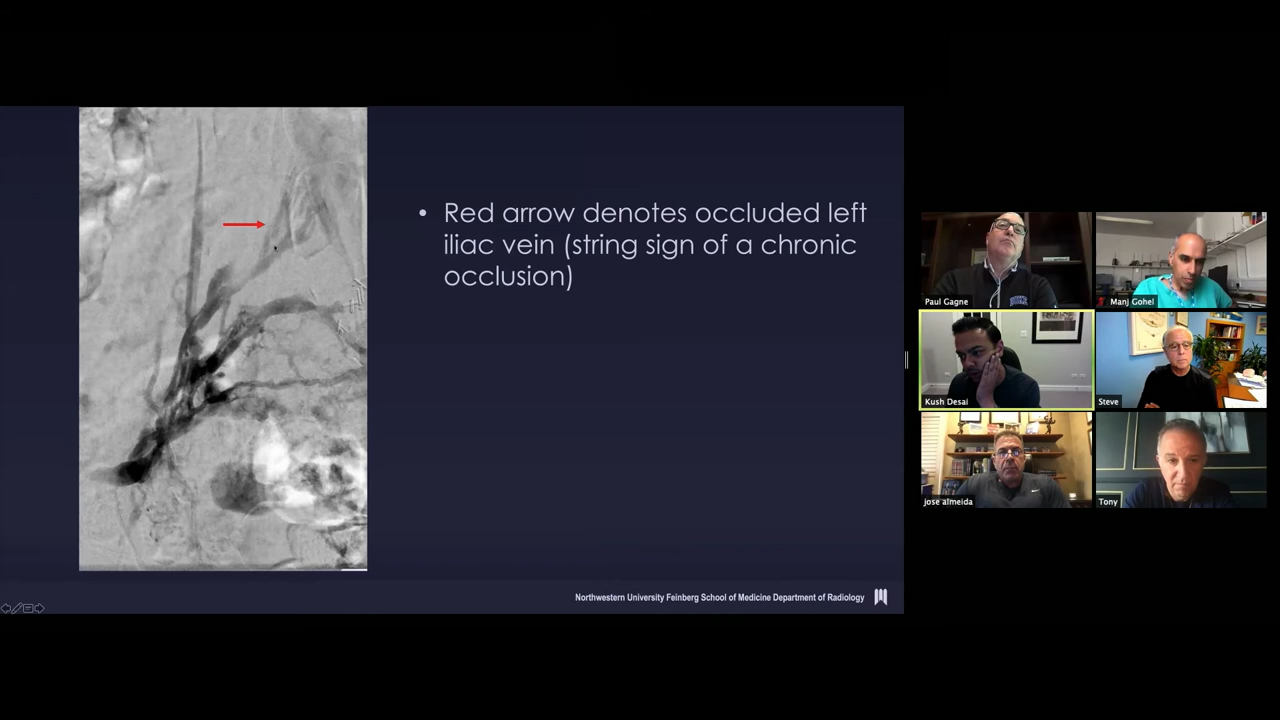 • Red arrow denotes occluded left
iliac vein (string sign of a chronic
occlusion)
Northwestern University Feinberg School of Medicine Department of Radiology
Paul Gagne
Manj Gohel
Kush Desai
Steve
jose almeida
Tony